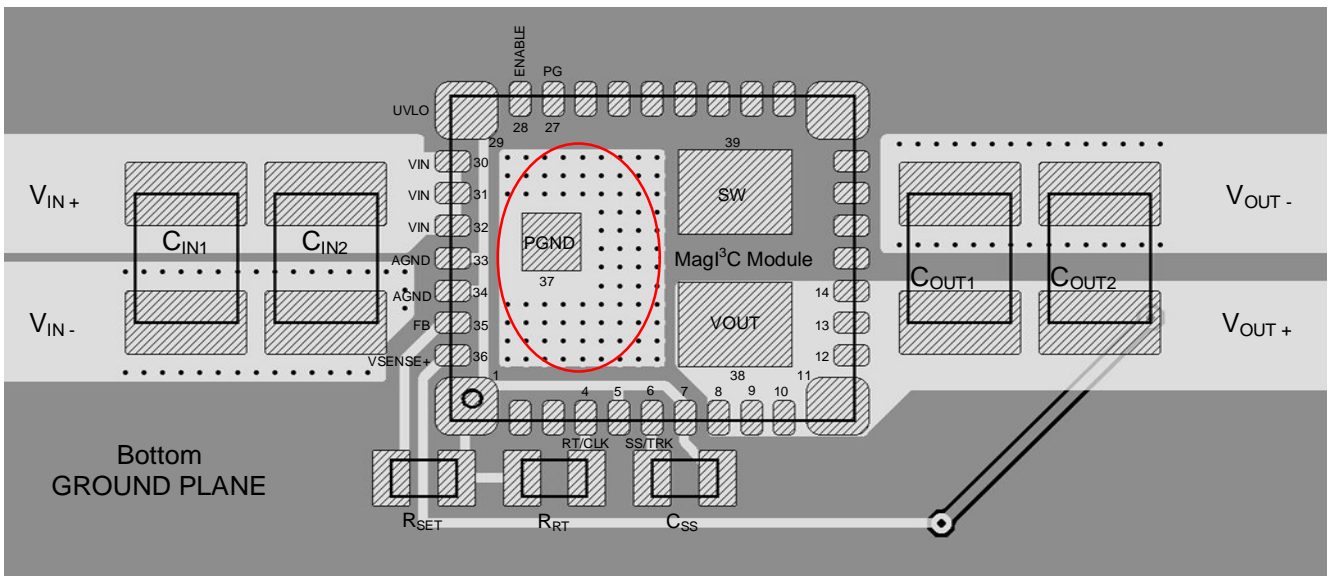 ENABLE
PG
UVLO
28
27
29
39
VIN
30
VIN
31
SW
VIN+
VOUT -
VIN
32
CIN1
CIN2
PGND
AGND
33
MagI³C Module
37
COUT1
COUT2
AGND
34
14
VIN -
FB
35
VOUT
13
VOUT +
VSENSE+
36
12
38
11
1
4
5
6
7
8
9
10
RT/CLK
SS/TRK
Bottom
GROUND PLANE
RSET
RRT
CSS